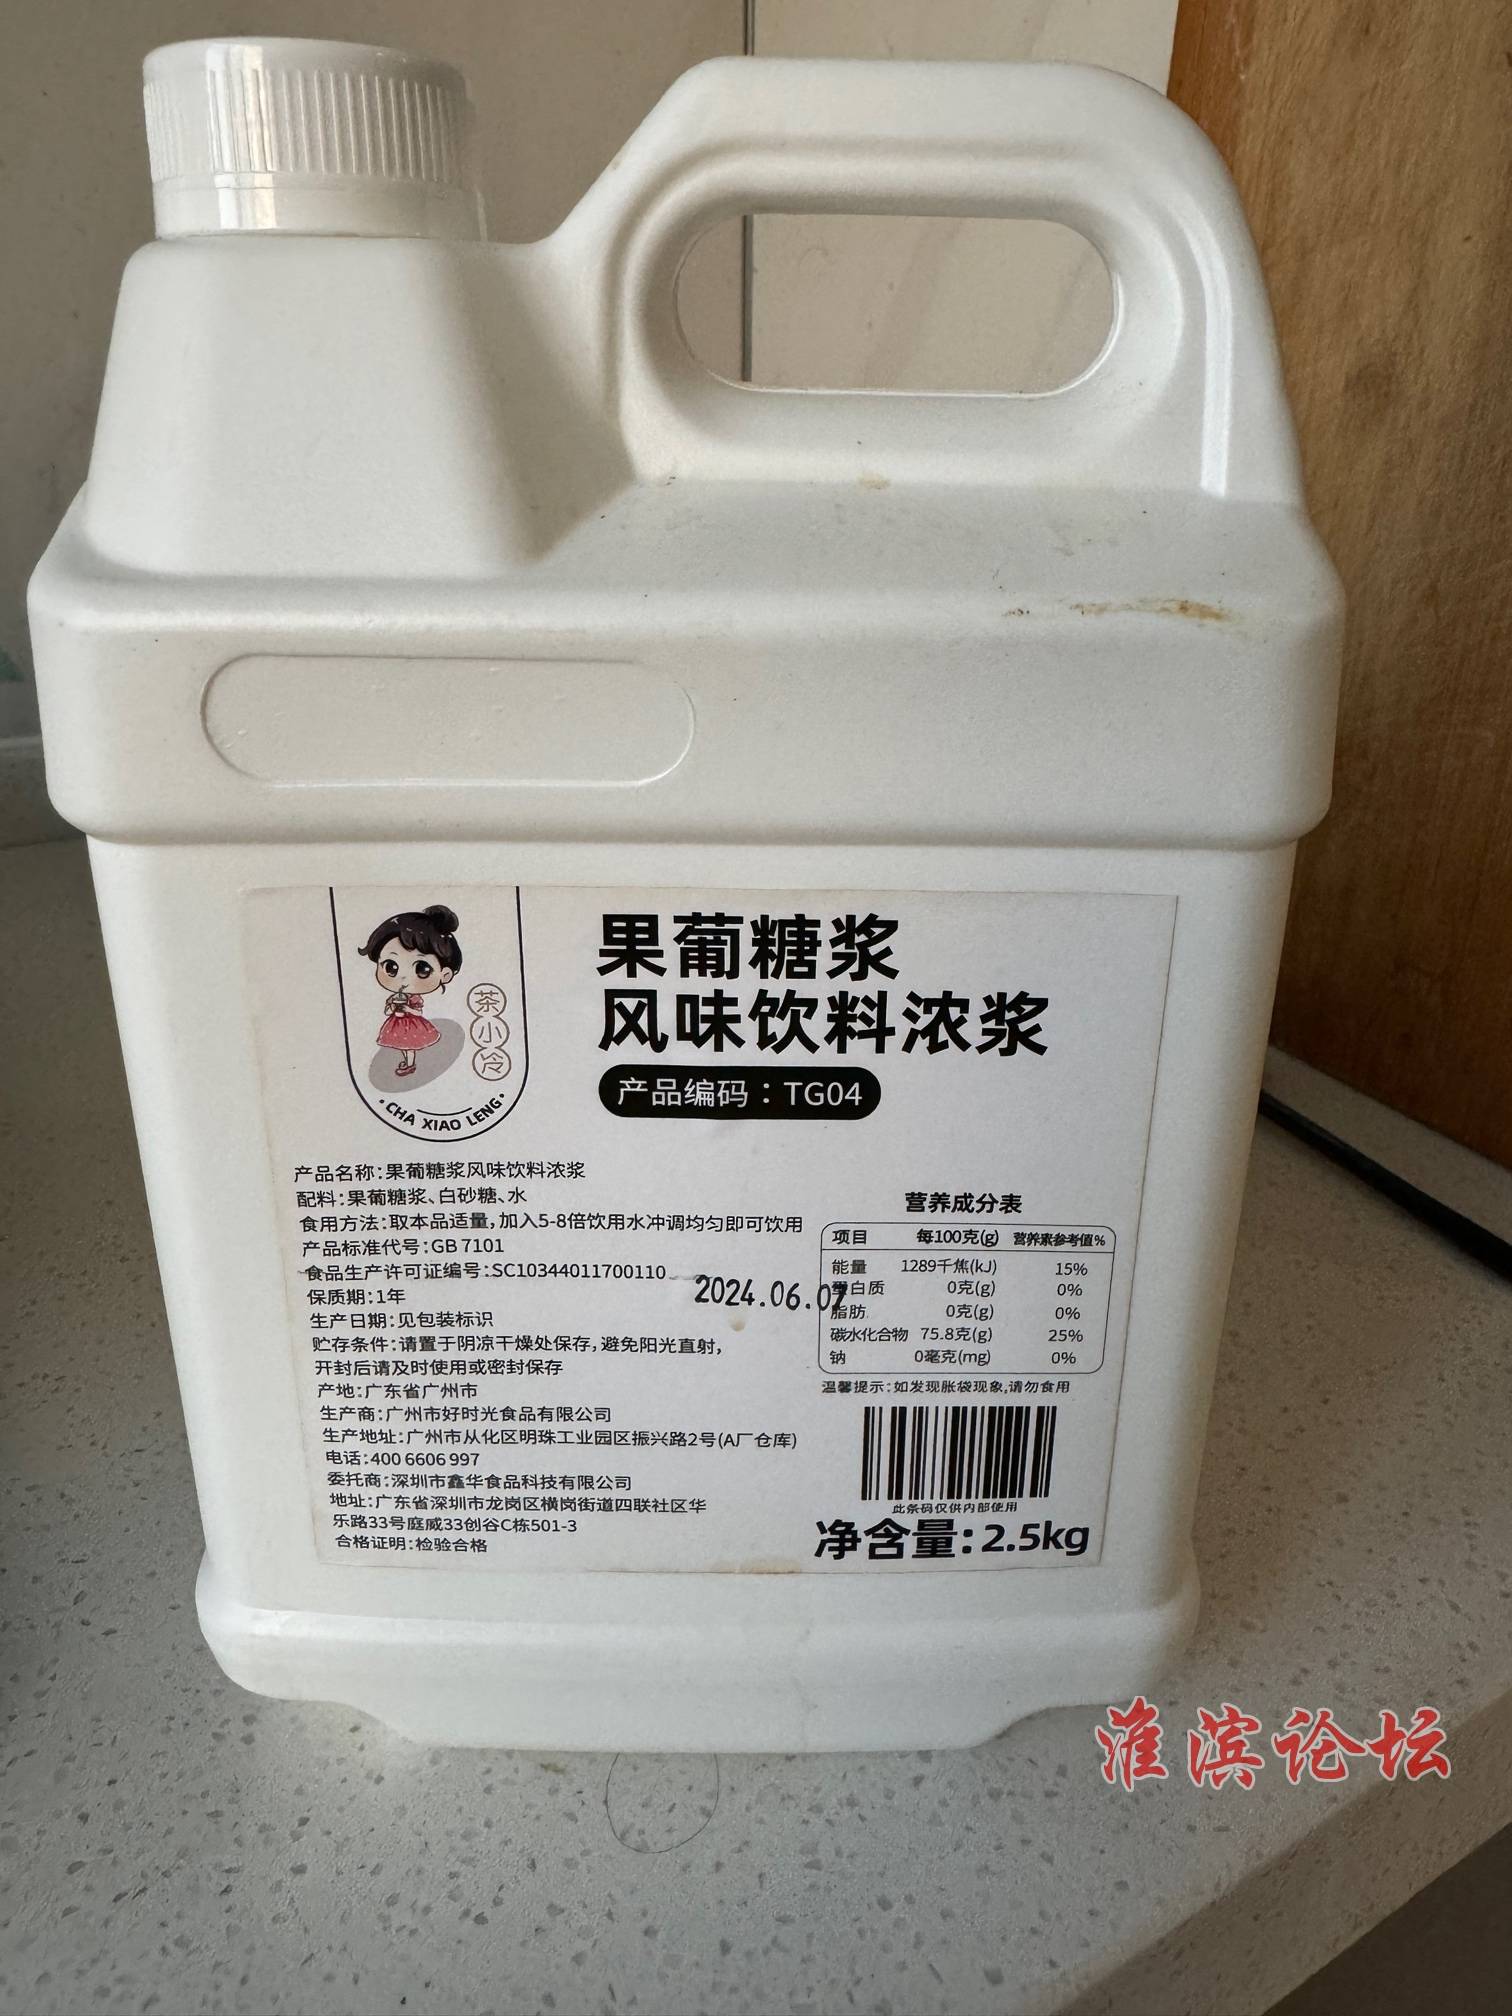 茶小冷
CHA XIAO LENG
果葡糖浆
风味饮料浓浆
产品编码：TG04
产品名称:果葡糖浆风味饮料浓浆
配料:果葡糖浆、白砂糖、水
食用方法:取本品适量,加入5-8倍饮用水冲调均匀即可饮用
产品标准代号:GB 7101
食品生产许可证编号:SC10344011700110
保质期:1年
生产日期:见包装标识
贮存条件:请置于阴凉干燥处保存,避免阳光直射,
开封后请及时使用或密封保存
产地:广东省广州市
生产商:广州市好时光食品有限公司
生产地址:广州市从化区明珠工业园区振兴路2号(A厂仓库)
电话:400 6606 997
委托商:深圳市鑫华食品科技有限公司
地址:广东省深圳市龙岗区横岗街道四联社区华
乐路33号庭威33创谷C栋501-3
合格证明:检验合格
2024.06.07
营养成分表
项目 每100克(g) 营养素参考值%
能量 1289千焦(kJ) 15%
蛋白质 0克(g) 0%
脂肪 0克(g) 0%
碳水化合物 75.8克(g) 25%
钠 0毫克(mg) 0%
温馨提示:如发现胀袋现象,请勿食用
此条码仅供内部使用
净含量:2.5kg
淮滨论坛